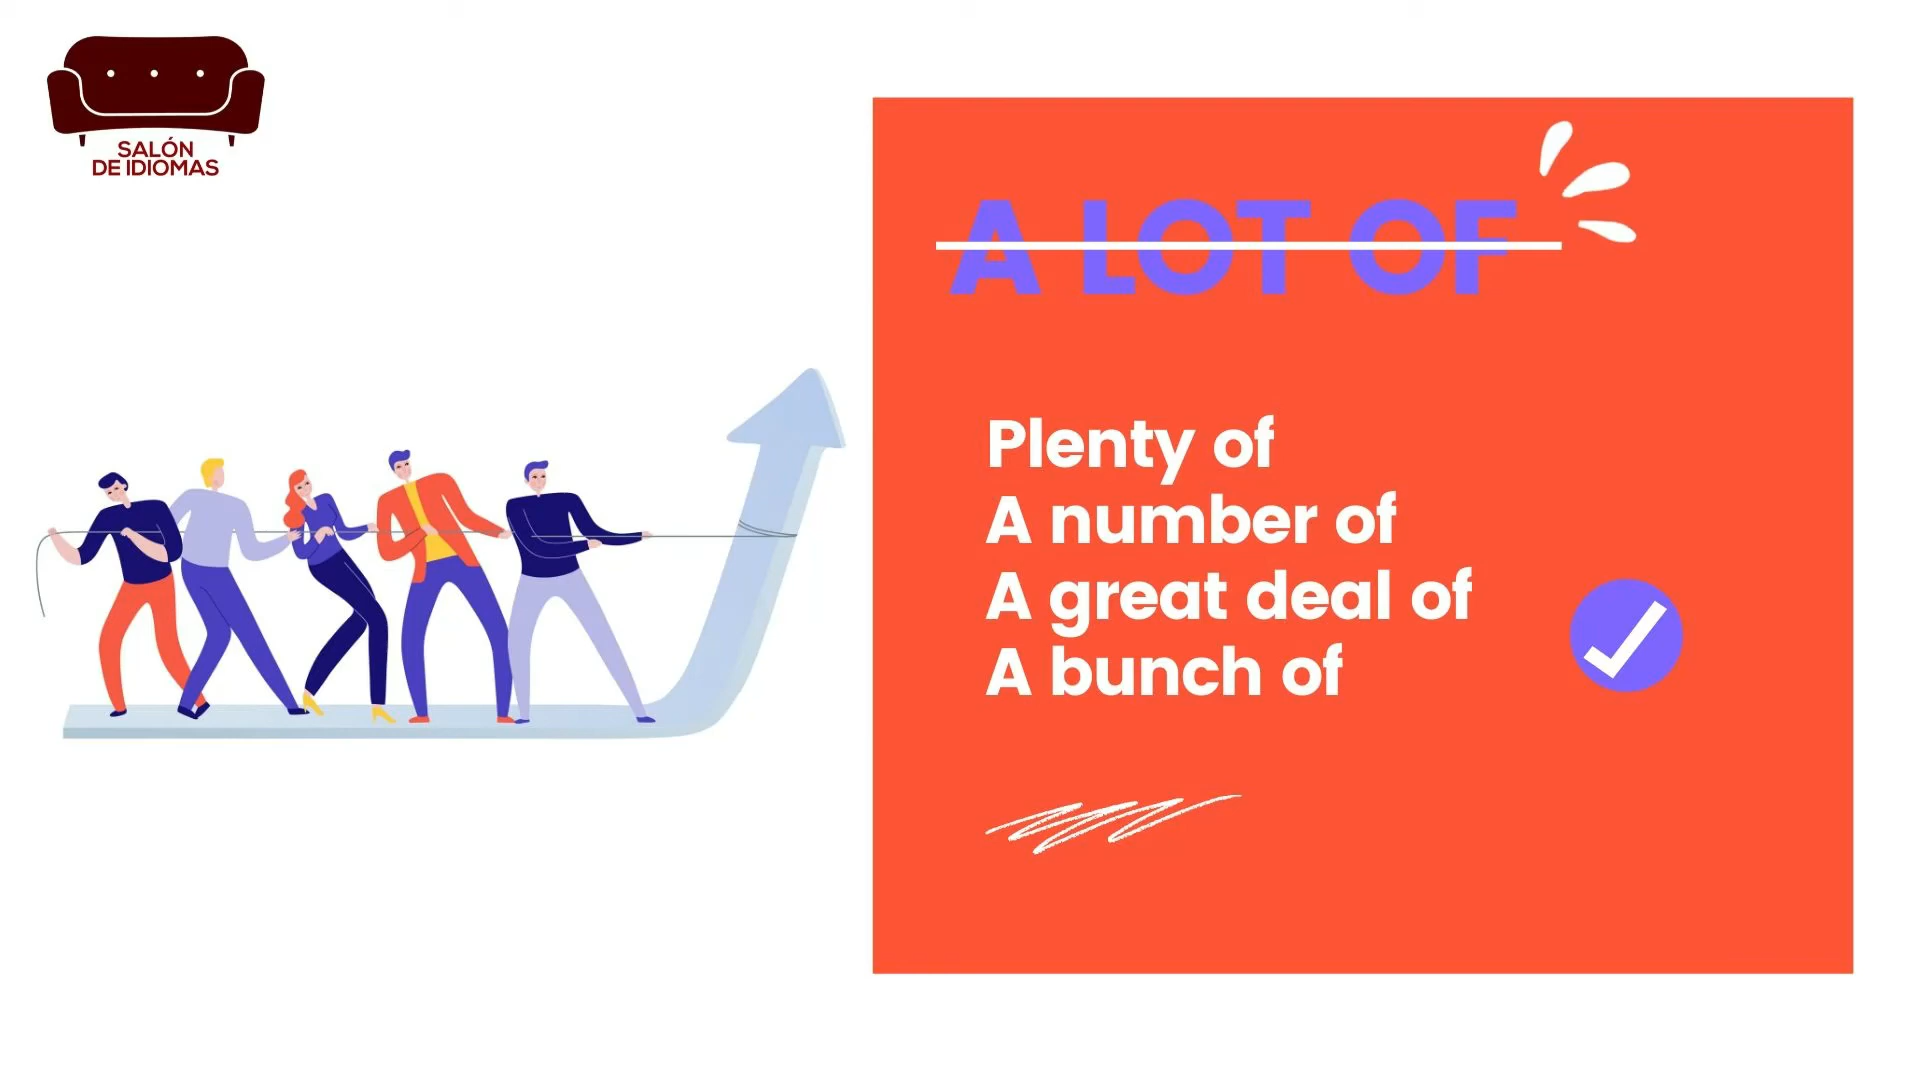 SALÓN
DE IDIOMAS
A LOT OF
Plenty of
A number of
A great deal of
A bunch of